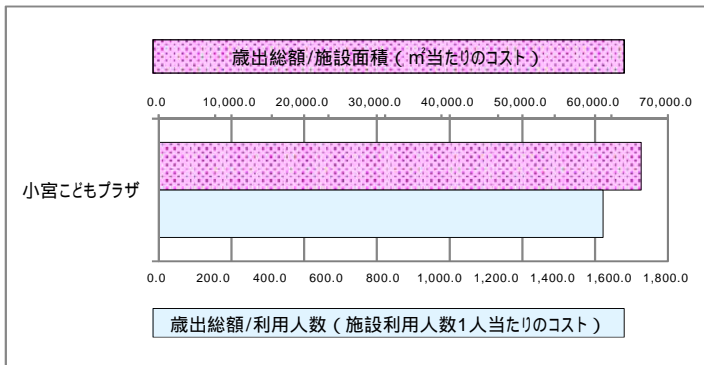 歳出総額/施設面積（㎡当たりのコスト）
0.0 10,000.0 20,000.0 30,000.0 40,000.0 50,000.0 60,000.0 70,000.0
小宮こどもプラザ
0.0 200.0 400.0 600.0 800.0 1,000.0 1,200.0 1,400.0 1,600.0 1,800.0
歳出総額/利用人数（施設利用人数1人当たりのコスト）